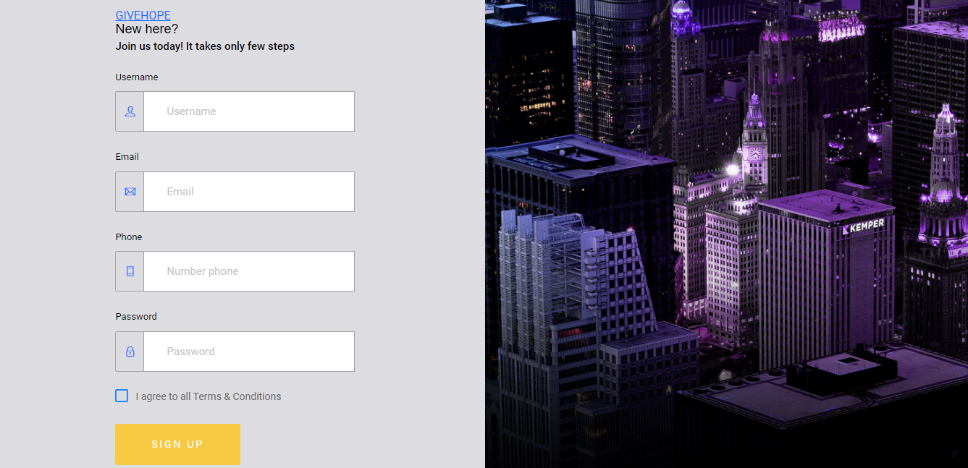 GIVEHOPE
New here?
Join us today! It takes only few steps
Username
Username
Email
Email
Phone
Number phone
Password
Password
I agree to all Terms & Conditions
SIGN UP
KEMPER